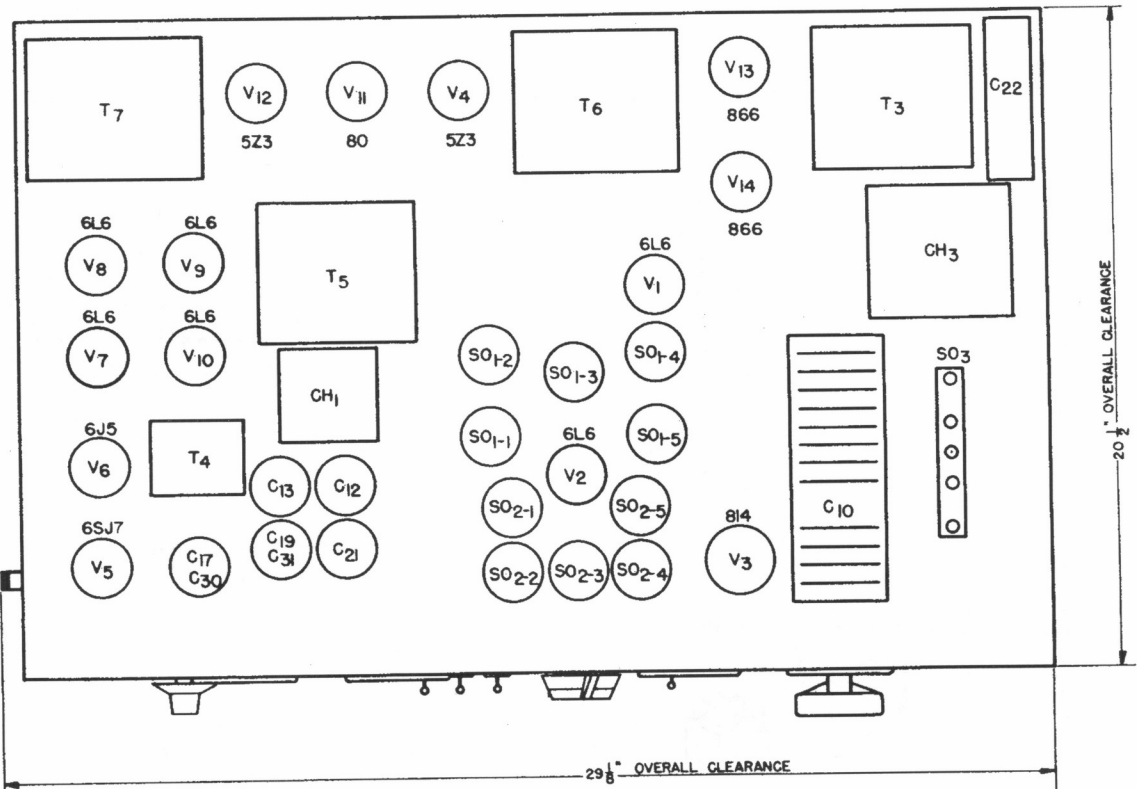 T7
V12
5Z3
V11
80
V4
5Z3
T6
V13
866
V14
866
T3
C22
CH3
6L6
V8
6L6
V9
6L6
V7
6L6
V10
T5
CH1
6L6
V1
SO1-2
SO1-3
SO1-4
SO1-1
SO1-5
6L6
V2
SO2-1
SO2-5
SO2-2
SO2-3
SO2-4
SO3
C10
814
V3
6J5
V6
T4
C13
C12
6SJ7
V5
C17
C30
C19
C31
C21
20 1/2" OVERALL CLEARANCE
29 1/8" OVERALL CLEARANCE